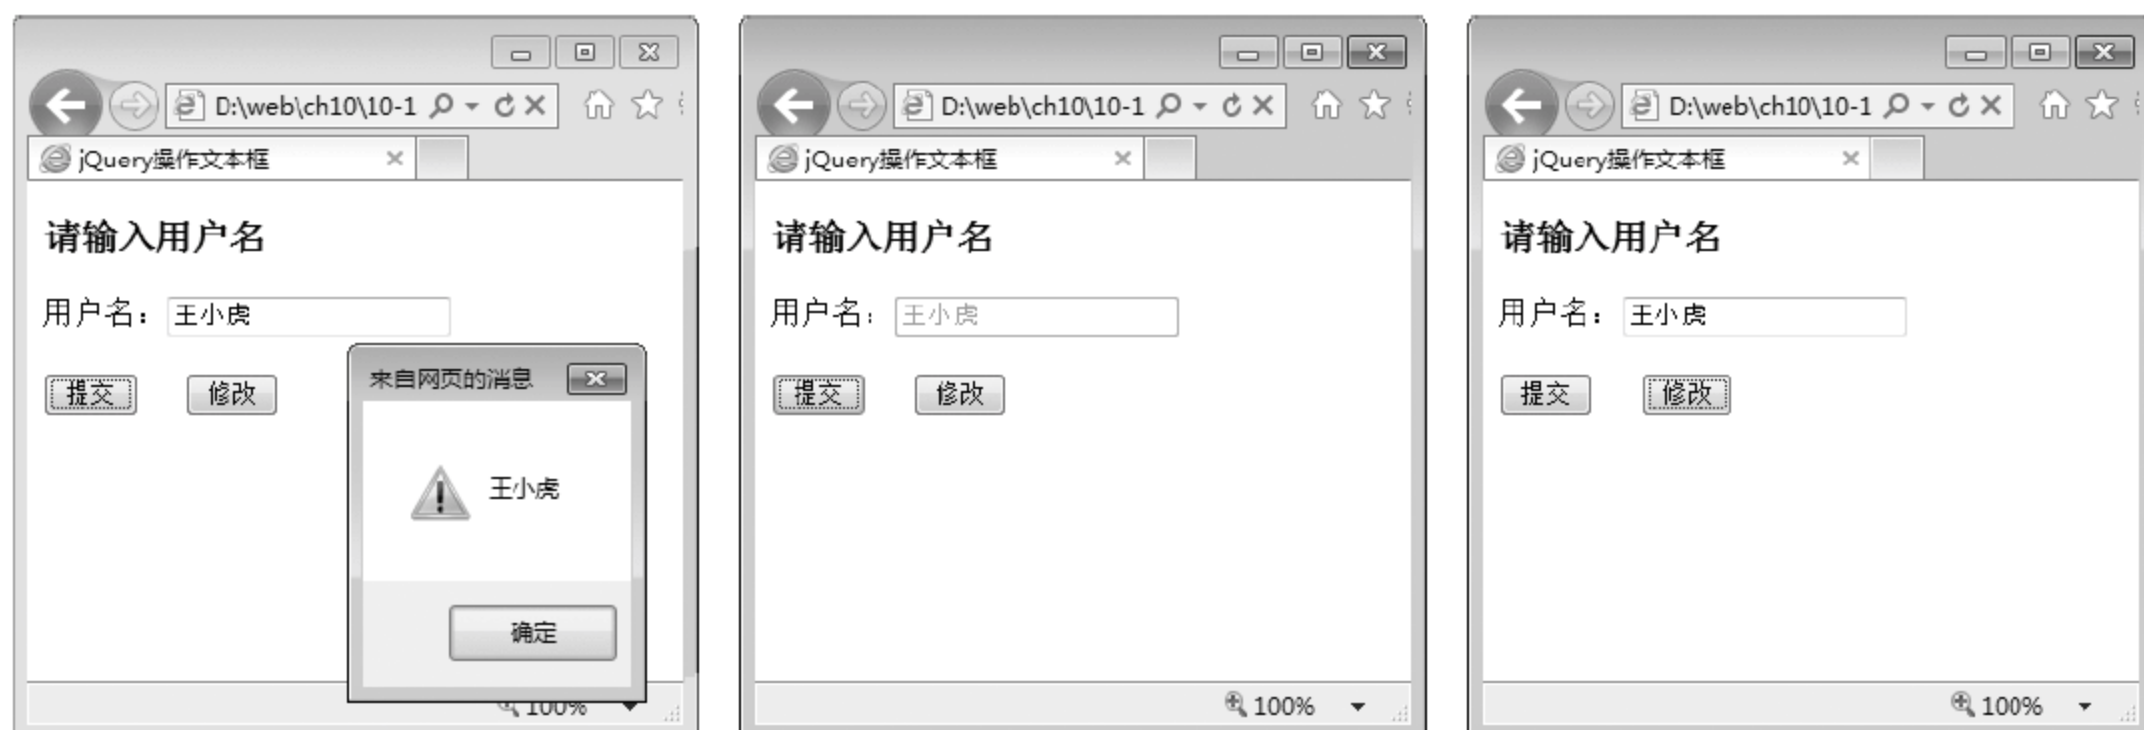 D:\web\ch10\10-1
jQuery操作文本框
请输入用户名
用户名：王小虎
提交 修改
来自网页的消息
王小虎
确定
100%
D:\web\ch10\10-1
jQuery操作文本框
请输入用户名
用户名：王小虎
提交 修改
100%
D:\web\ch10\10-1
jQuery操作文本框
请输入用户名
用户名：王小虎
提交 修改
100%